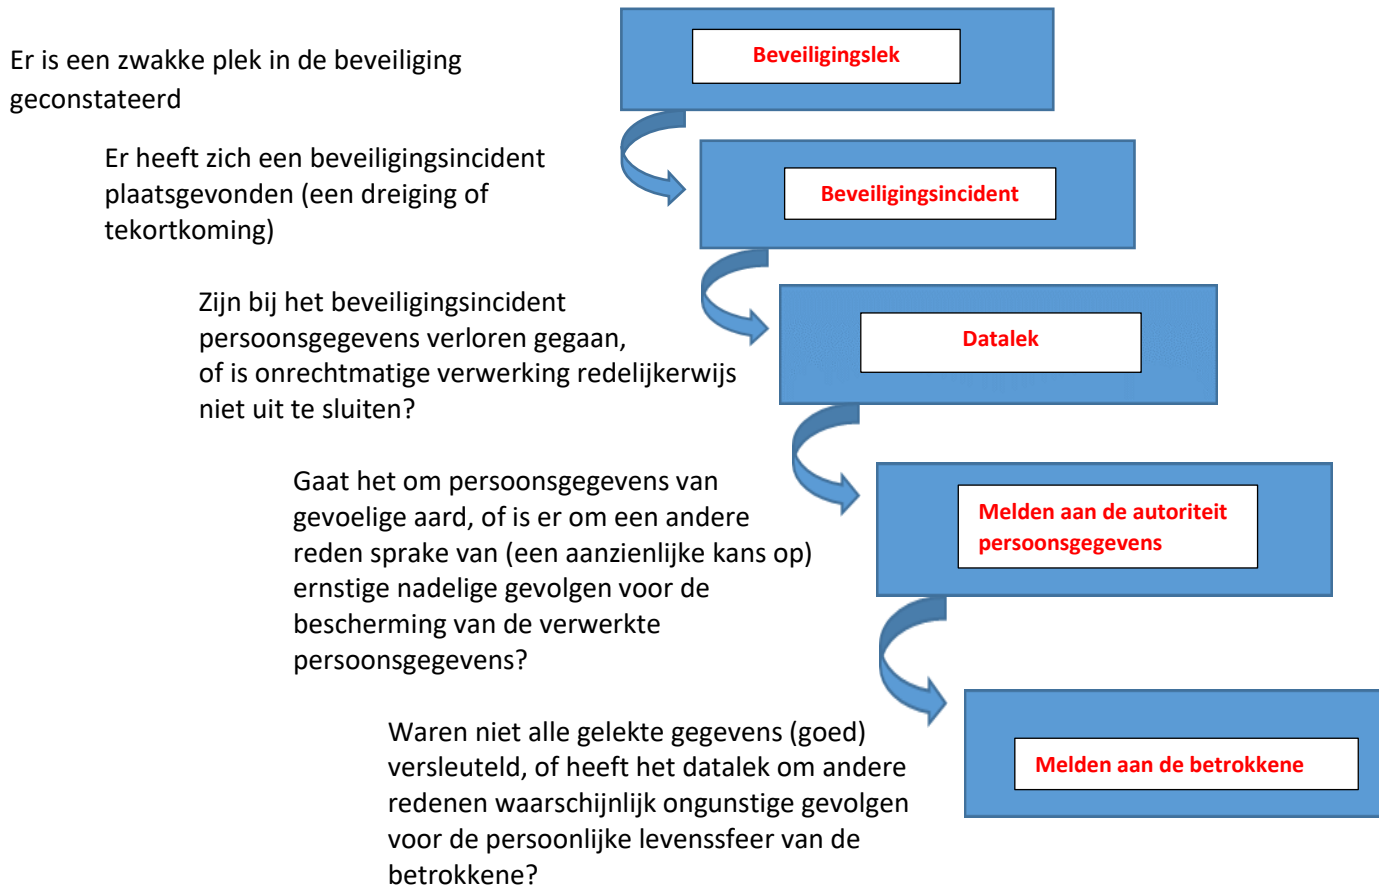 Er is een zwakke plek in de beveiliging
geconstateerd
Beveiligingslek
Er heeft zich een beveiligingsincident
plaatsgevonden (een dreiging of
tekortkoming)
Beveiligingsincident
Zijn bij het beveiligingsincident
persoonsgegevens verloren gegaan,
of is onrechtmatige verwerking redelijkerwijs
niet uit te sluiten?
Datalek
Gaat het om persoonsgegevens van
gevoelige aard, of is er om een andere
reden sprake van (een aanzienlijke kans op)
ernstige nadelige gevolgen voor de
bescherming van de verwerkte
persoonsgegevens?
Melden aan de autoriteit
persoonsgegevens
Waren niet alle gelekte gegevens (goed)
versleuteld, of heeft het datalek om andere
redenen waarschijnlijk ongunstige gevolgen
voor de persoonlijke levenssfeer van de
betrokkene?
Melden aan de betrokkene